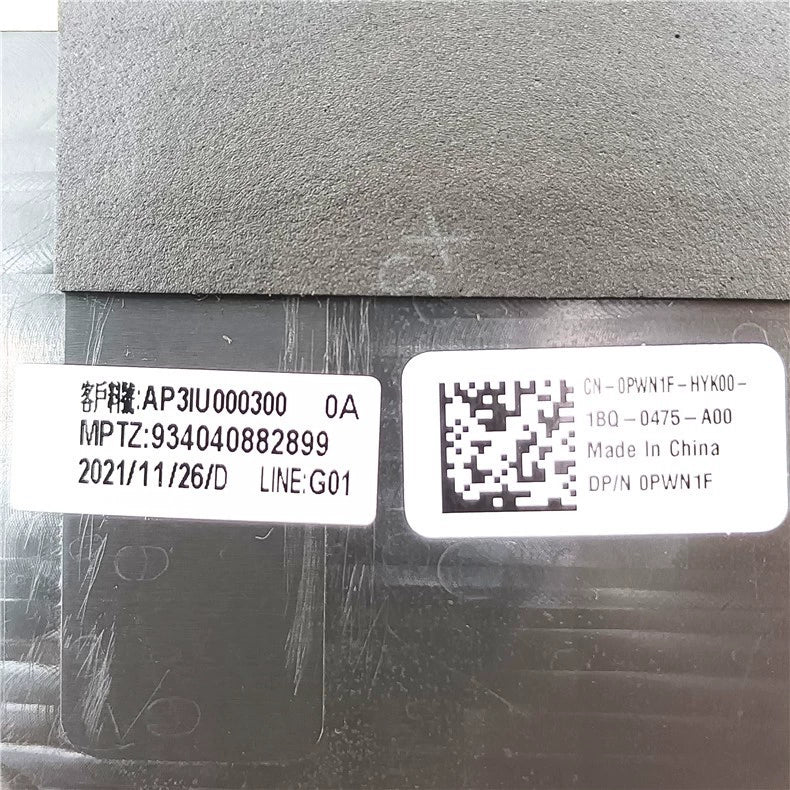 客戶料號:AP3IU000300 0A
MPTZ:934040882899
2021/11/26/D LINE:G01
CN-0PWN1F-HYK00-
1BQ-0475-A00
Made In China
DP/N 0PWN1F